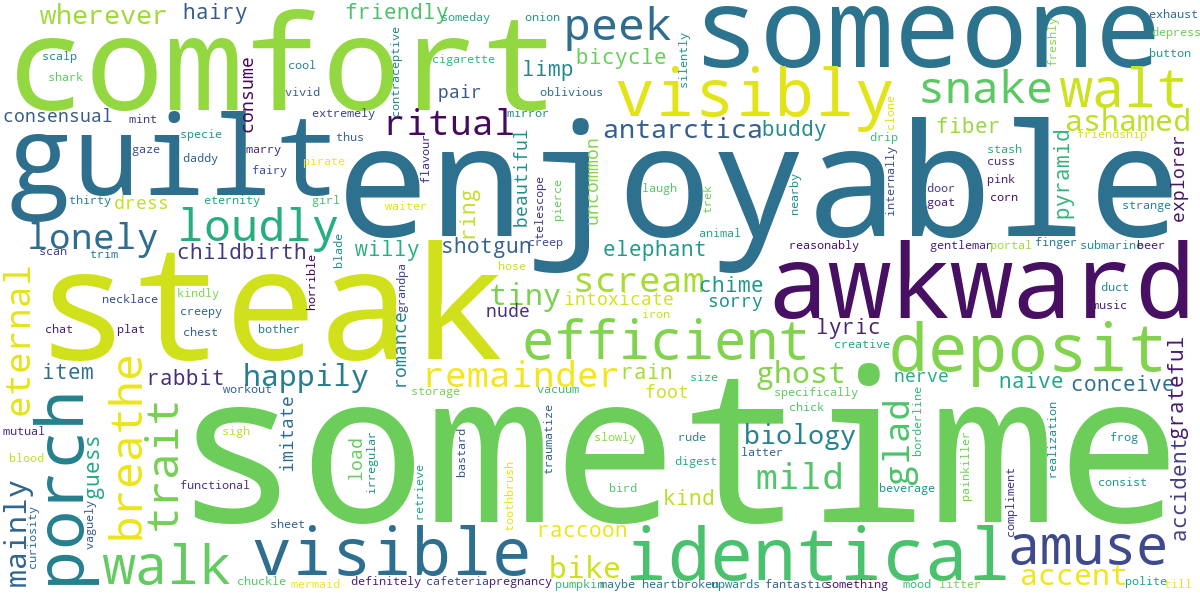 wherever hairy friendly someday onion peek someone exhaust
comfort depress
scalp contraceptive cigarette bicycle silently freshly button
shark cool limp
vivid consume pair oblivious visibly snake walt
consensual mint extremely ritual mirror antarctica buddy clone fiber ashamed
guilt enjoyable
specie thus drip friendship
gaze daddy marry flavour beautiful uncommon internally stash pyramid explorer
fairy pirate cuss
thirty dress eternity girl waiter ring telescope pierce laugh trek nearby door pink
goat corn strange
lonely loudly shotgun creep elephant animal reasonably portal finger submarine beer
scan trim childbirth blade willy
eternal steak hose scream chime awkward
necklace kindly horrible grandpa tiny intoxicate sorry duct
creepy nude iron music
chat plat chest bother romance efficient lyric deposit
creative
item rabbit happily remainder rain ghost nerve naive conceive
workout storage vacuum foot size specifically
porch breathe trait sometime chick borderline accident grateful
mutual sigh imitate load irregular bastard traumatize slowly rude biology glad realization frog
blood guess latter
digest painkiller consist
mainly vaguely functional retrieve toothbrush bird kind mild beverage
curiosity sheet raccoon compliment
walk visible bike identical amuse
accent
chuckle mermaid definitely cafeteria pregnancy pumpkin maybe heartbroken upwards fantastic something mood litter polite till